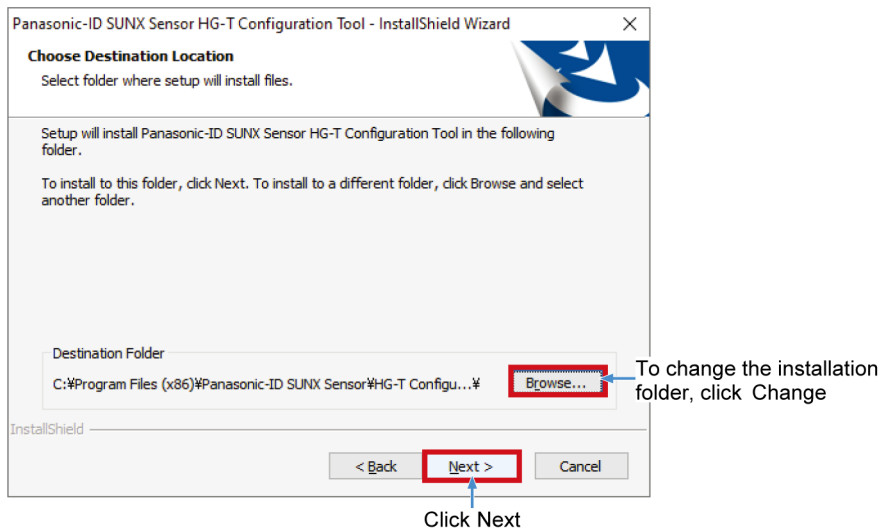 Panasonic-ID SUNX Sensor HG-T Configuration Tool - InstallShield Wizard
Choose Destination Location
Select folder where setup will install files.
Setup will install Panasonic-ID SUNX Sensor HG-T Configuration Tool in the following
folder.
To install to this folder, click Next. To install to a different folder, click Browse and select
another folder.
Destination Folder
C:¥Program Files (x86)¥Panasonic-ID SUNX Sensor¥HG-T Configu...¥
Browse...
To change the installation
folder, click Change
InstallShield
< Back
Next >
Cancel
Click Next